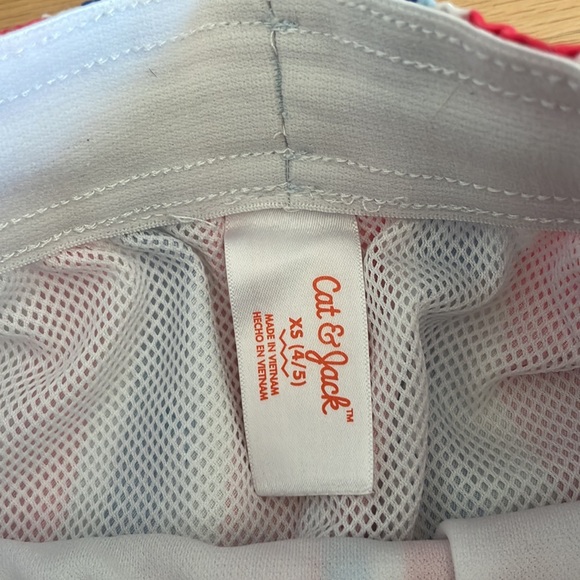 Cat & Jack™
XS (4/5)
MADE IN VIETNAM
HECHO EN VIETNAM